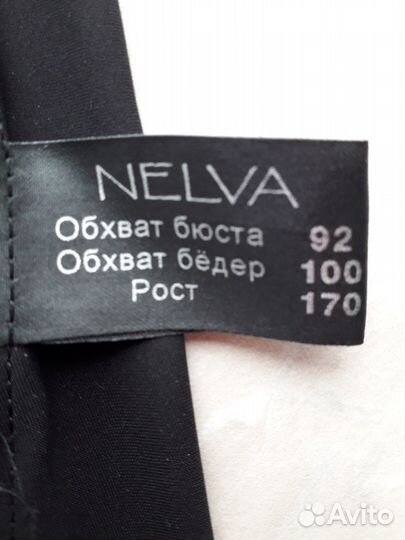 NELVA
Обхват бюста 92
Обхват бёдер 100
Рост 170
Avito